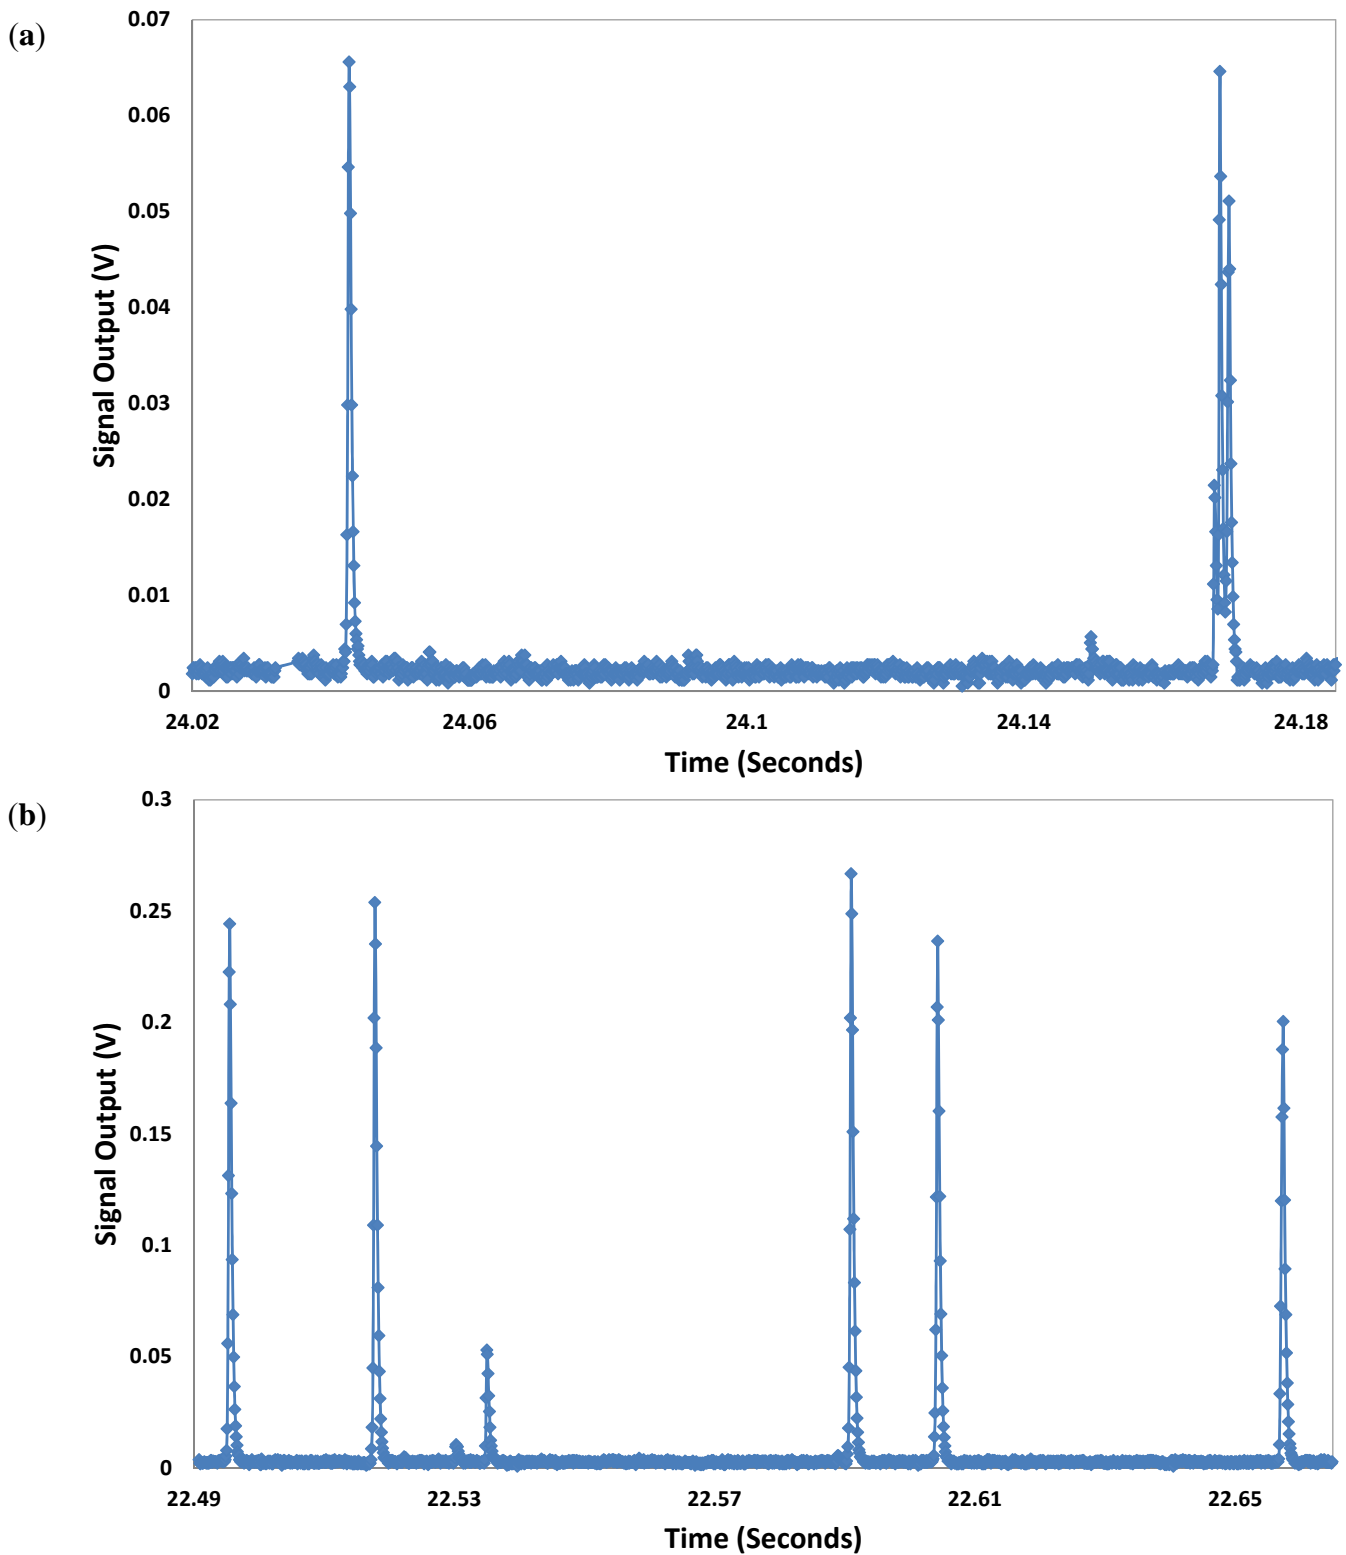 (a)
0.07
0.06
0.05
0.04
0.03
0.02
0.01
0
Signal Output (V)
24.02 24.06 24.1 24.14 24.18
Time (Seconds)
(b)
0.3
0.25
0.2
0.15
0.1
0.05
0
Signal Output (V)
22.49 22.53 22.57 22.61 22.65
Time (Seconds)